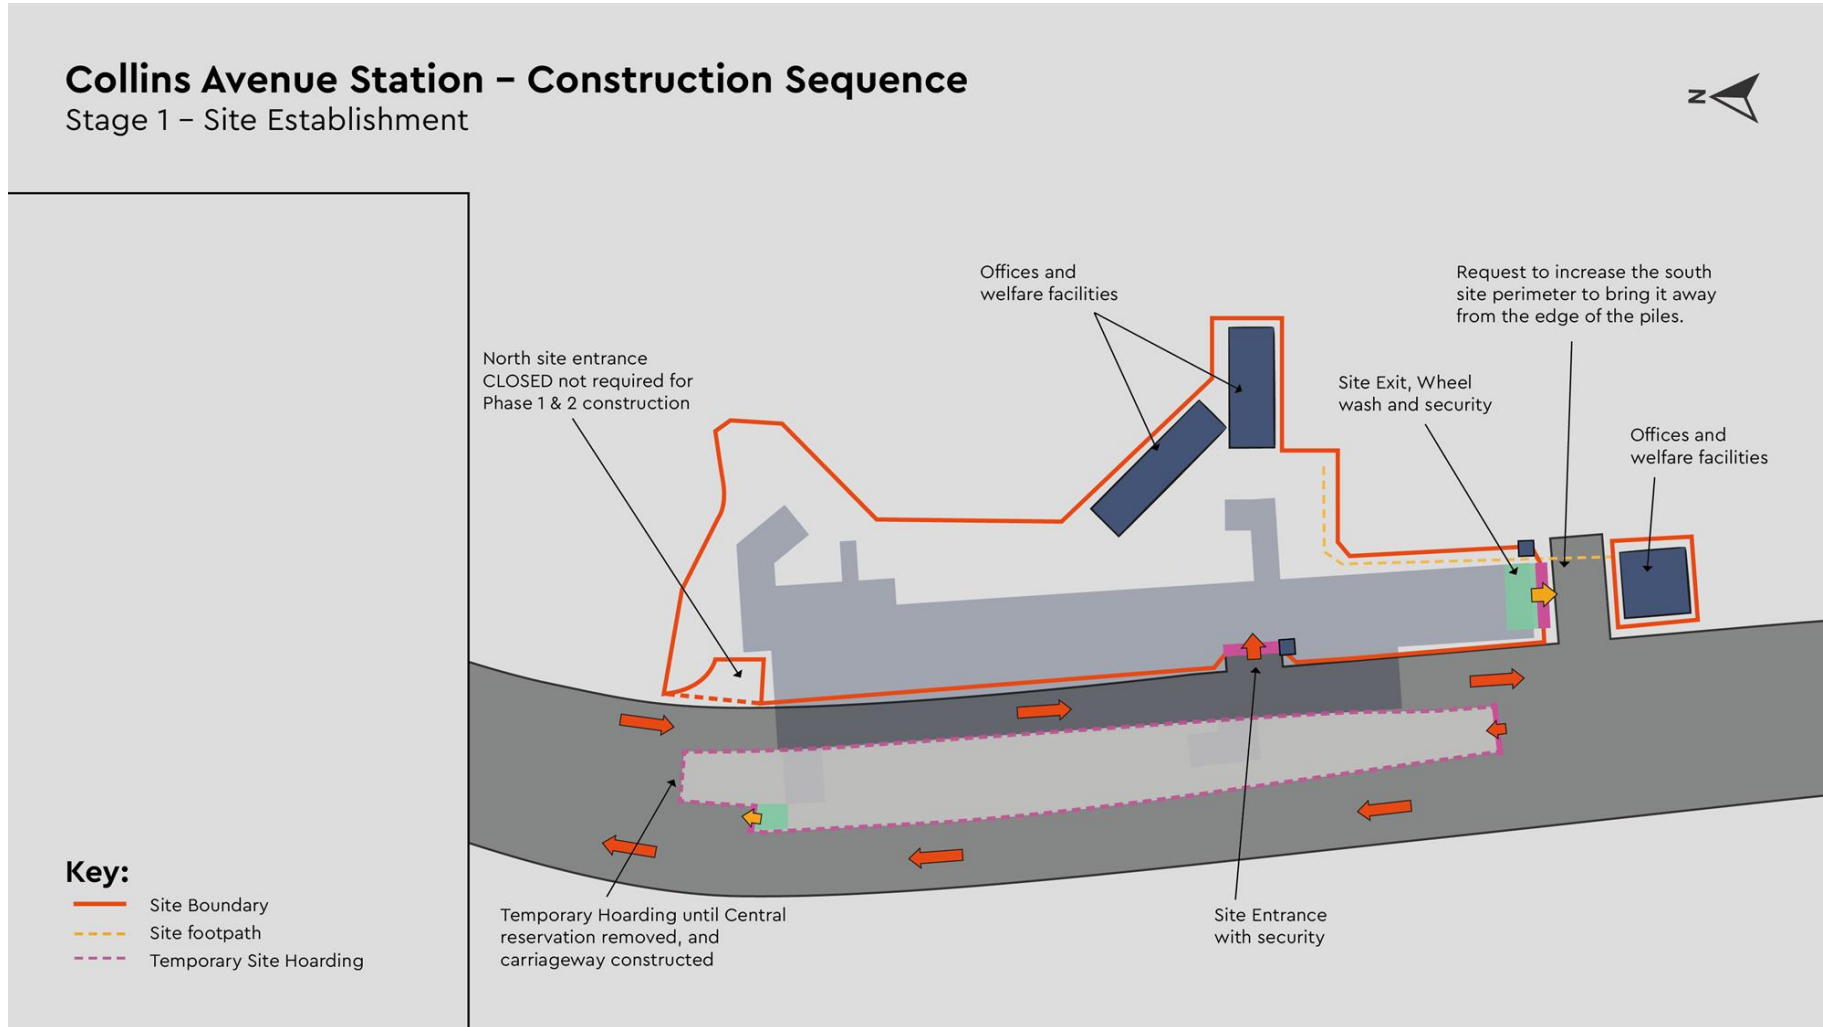 Collins Avenue Station – Construction Sequence
Stage 1 – Site Establishment
N
Offices and
welfare facilities
Request to increase the south
site perimeter to bring it away
from the edge of the piles.
North site entrance
CLOSED not required for
Phase 1 & 2 construction
Site Exit, Wheel
wash and security
Offices and
welfare facilities
Key:
Site Boundary
Site footpath
Temporary Site Hoarding
Temporary Hoarding until Central
reservation removed, and
carriageway constructed
Site Entrance
with security